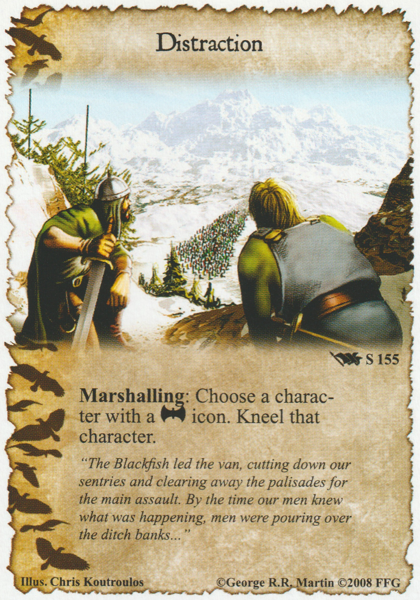 Distraction
S 155
Marshalling: Choose a charac-
ter with a icon. Kneel that
character.
“The Blackfish led the van, cutting down our
sentries and clearing away the palisades for
the main assault. By the time our men knew
what was happening, men were pouring over
the ditch banks...”
Illus. Chris Koutroulos ©George R.R. Martin ©2008 FFG